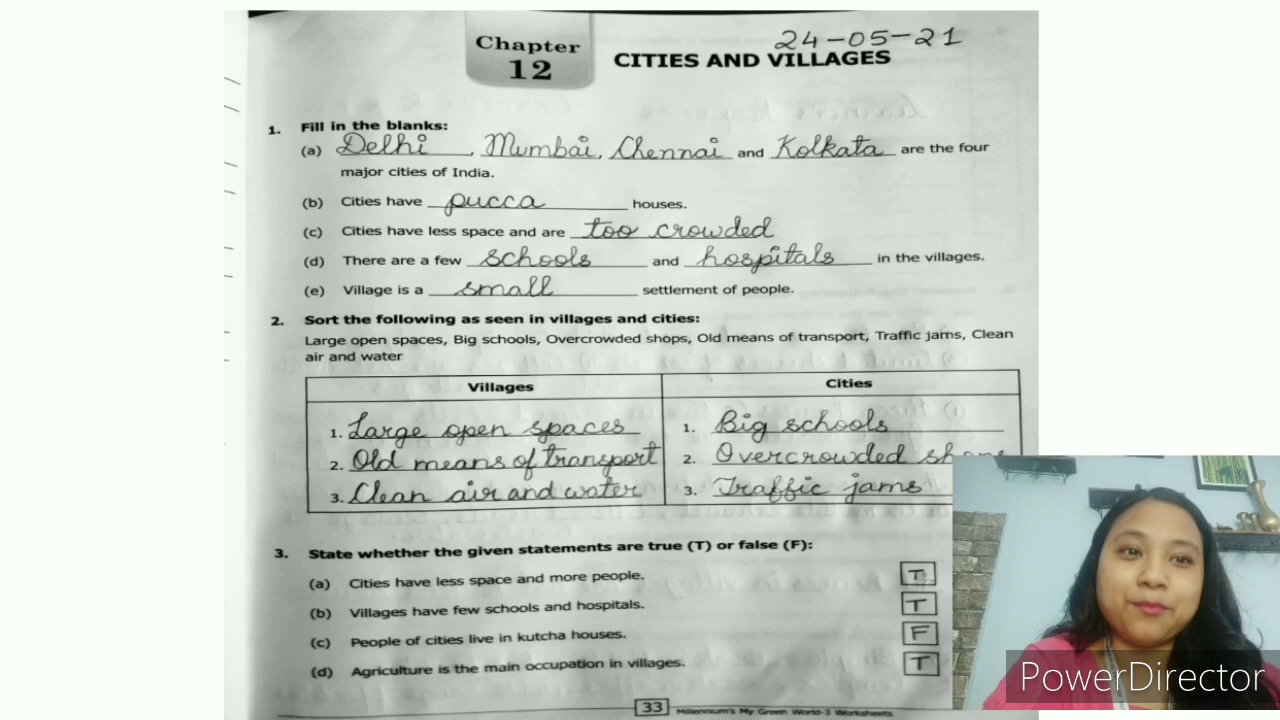 24-05-21
Chapter
12
CITIES AND VILLAGES
1. Fill in the blanks:
(a) Delhi, Mumbai, Chennai and Kolkata are the four
major cities of India.
(b) Cities have pucca houses.
(c) Cities have less space and are too crowded
(d) There are a few schools and hospitals in the villages.
(e) Village is a small settlement of people.
2. Sort the following as seen in villages and cities:
Large open spaces, Big schools, Overcrowded shops, Old means of transport, Traffic jams, Clean
air and water
Villages Cities
1. Large open spaces 1. Big schools
2. Old means of transport 2. Overcrowded
3. Clean air and water 3. Traffic jams
3. State whether the given statements are true (T) or false (F):
(a) Cities have less space and more people. T
(b) Villages have few schools and hospitals. T
(c) People of cities live in kutcha houses. F
(d) Agriculture is the main occupation in villages. T
33 Millennium's My Green World-3 Worksheets
PowerDirector